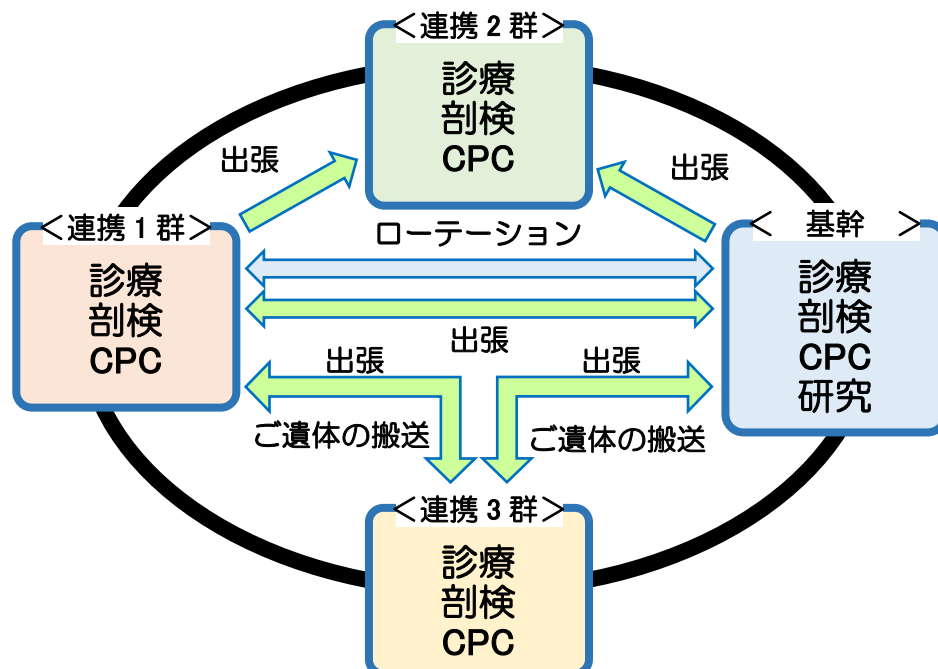 ＜連携２群＞
診療
剖検
CPC
出張
出張
＜連携１群＞
診療
剖検
CPC
ローテーション
＜　基幹　＞
診療
剖検
CPC
研究
出張
出張
出張
ご遺体の搬送
ご遺体の搬送
＜連携３群＞
診療
剖検
CPC